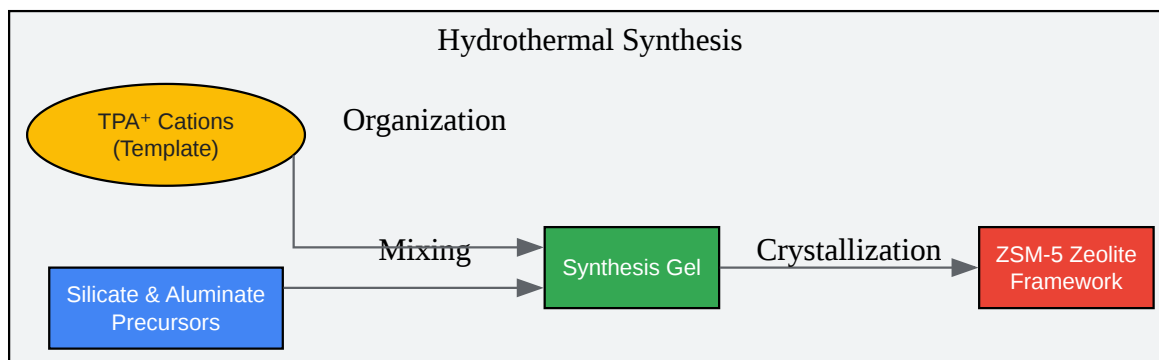 Hydrothermal Synthesis
TPA⁺ Cations
(Template)
Organization
Mixing
Silicate & Aluminate
Precursors
Synthesis Gel
Crystallization
ZSM-5 Zeolite
Framework